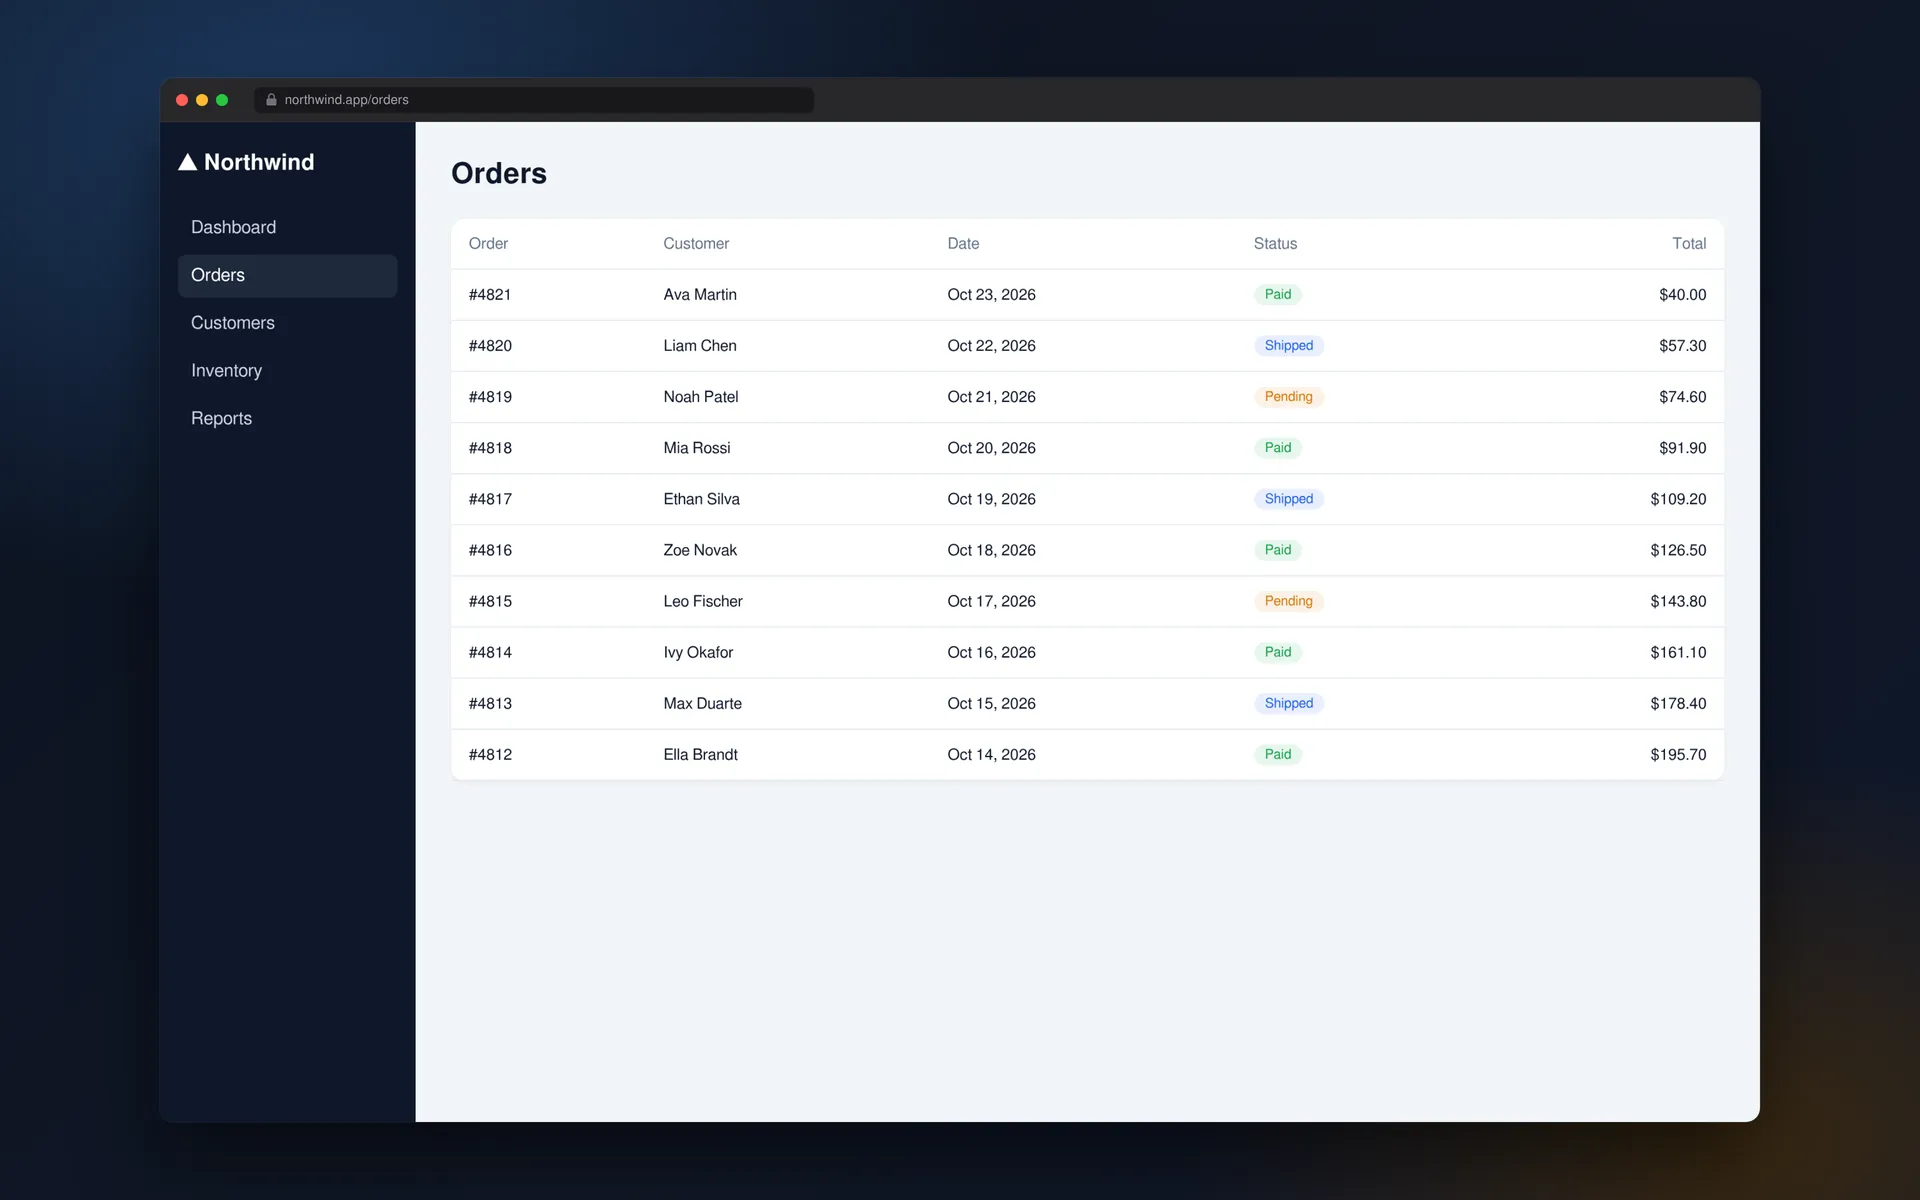 northwind.app/orders
Northwind
Dashboard
Orders
Customers
Inventory
Reports
Orders
Order Customer Date Status Total
#4821 Ava Martin Oct 23, 2026 Paid $40.00
#4820 Liam Chen Oct 22, 2026 Shipped $57.30
#4819 Noah Patel Oct 21, 2026 Pending $74.60
#4818 Mia Rossi Oct 20, 2026 Paid $91.90
#4817 Ethan Silva Oct 19, 2026 Shipped $109.20
#4816 Zoe Novak Oct 18, 2026 Paid $126.50
#4815 Leo Fischer Oct 17, 2026 Pending $143.80
#4814 Ivy Okafor Oct 16, 2026 Paid $161.10
#4813 Max Duarte Oct 15, 2026 Shipped $178.40
#4812 Ella Brandt Oct 14, 2026 Paid $195.70